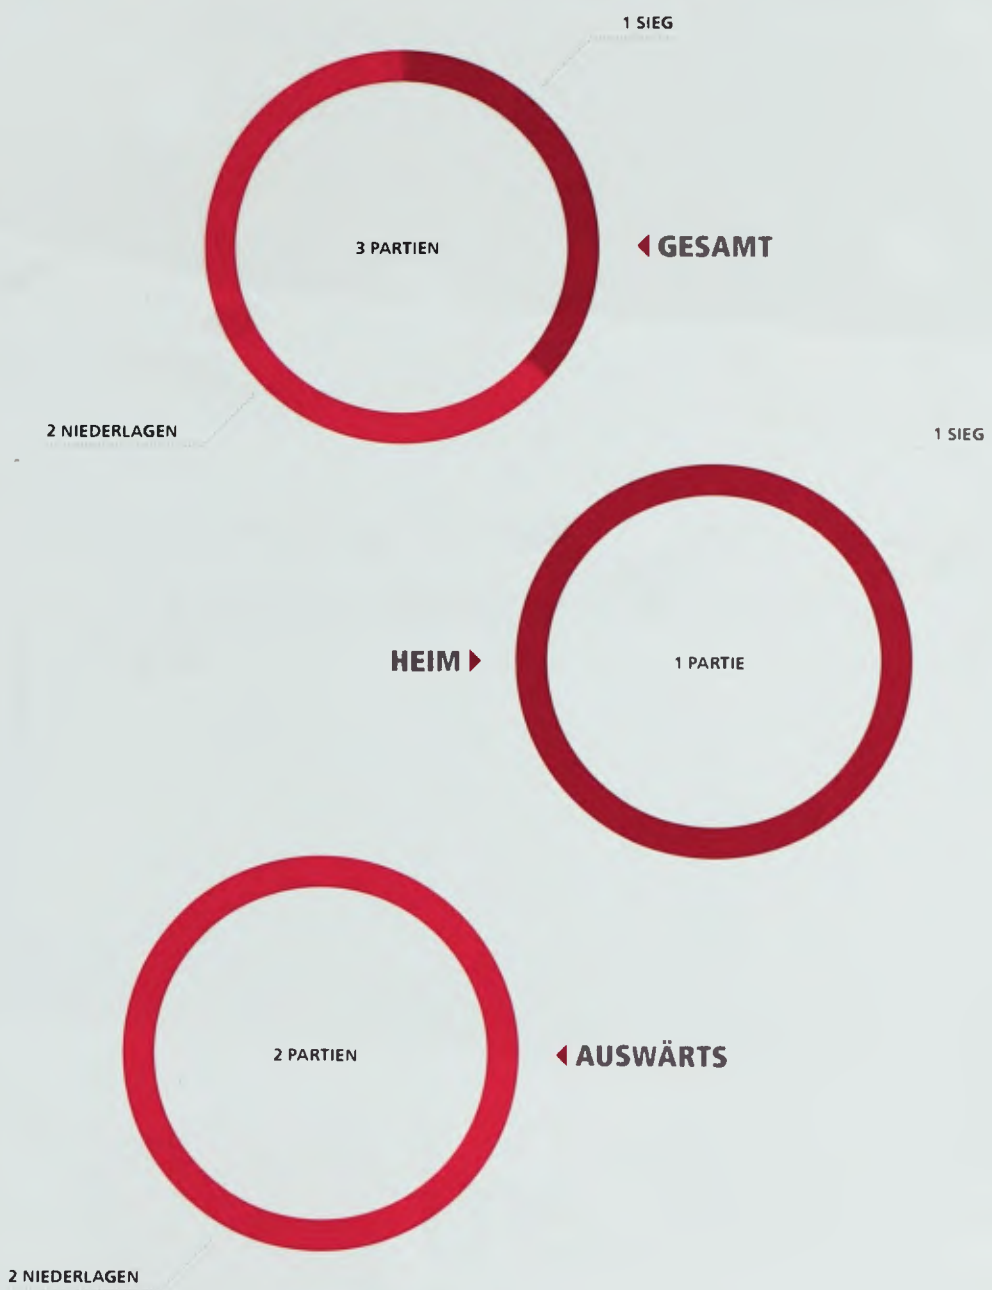 1 SIEG
3 PARTIEN
GESAMT
2 NIEDERLAGEN
1 SIEG
HEIM
1 PARTIE
2 PARTIEN
AUSWÄRTS
2 NIEDERLAGEN